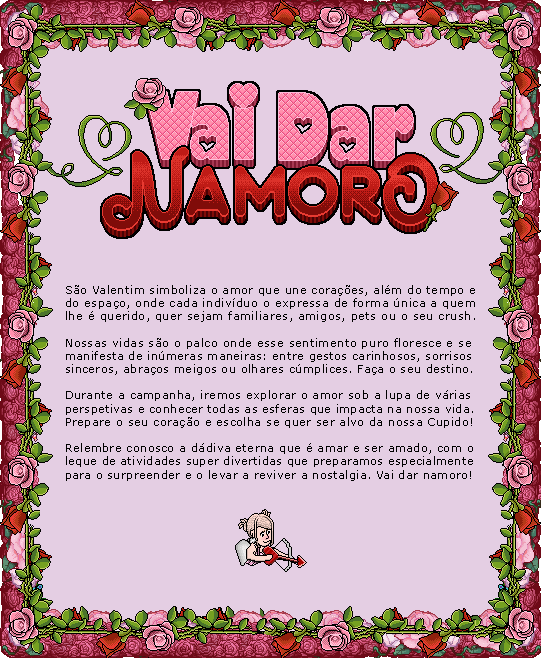 Vai Dar
NAMORO
São Valentim simboliza o amor que une corações, além do tempo e
do espaço, onde cada indivíduo o expressa de forma única a quem
lhe é querido, quer sejam familiares, amigos, pets ou o seu crush.
Nossas vidas são o palco onde esse sentimento puro floresce e se
manifesta de inúmeras maneiras: entre gestos carinhosos, sorrisos
sinceros, abraços meigos ou olhares cúmplices. Faça o seu destino.
Durante a campanha, iremos explorar o amor sob a lupa de várias
perspetivas e conhecer todas as esferas que impacta na nossa vida.
Prepare o seu coração e escolha se quer ser alvo da nossa Cupido!
Relembre conosco a dádiva eterna que é amar e ser amado, com o
leque de atividades super divertidas que preparamos especialmente
para o surpreender e o levar a reviver a nostalgia. Vai dar namoro!